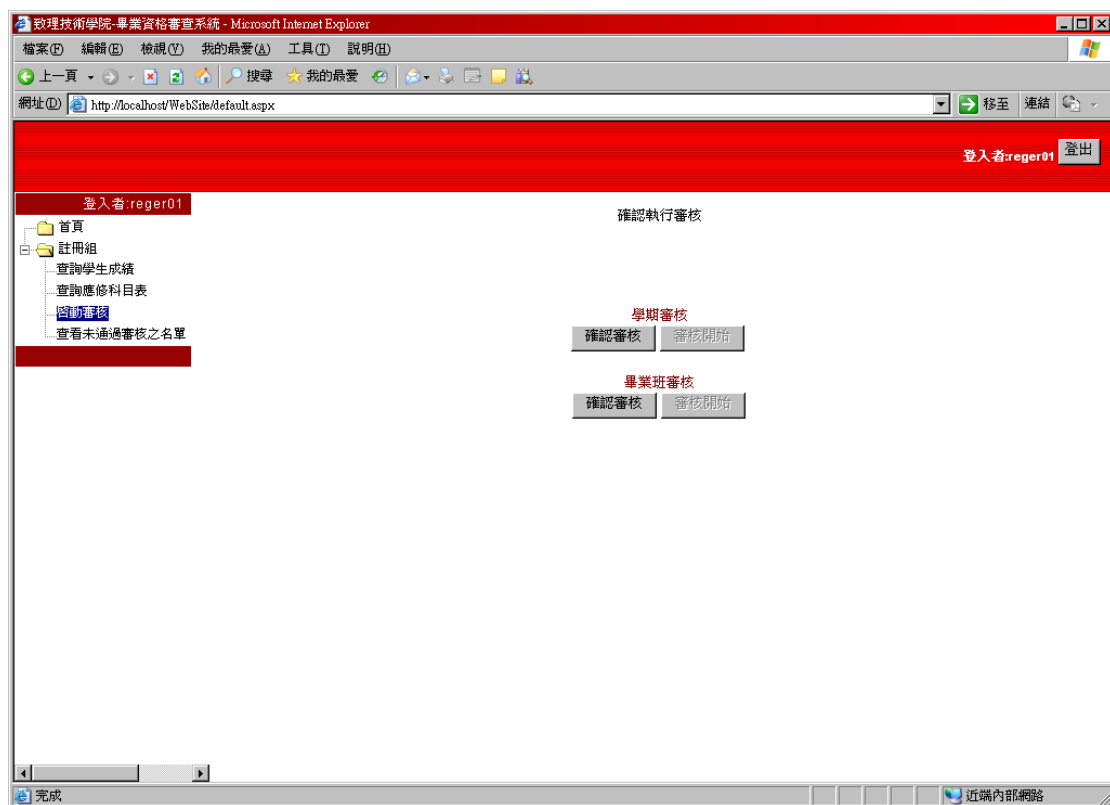 致理技術學院-畢業資格審查系統 - Microsoft Internet Explorer
檔案(F) 編輯(E) 檢視(V) 我的最愛(A) 工具(T) 說明(H)
上一頁 搜尋 我的最愛
網址(D) http://localhost/WebSite/default.aspx 移至 連結
登入者:reger01 登出
登入者:reger01
首頁
註冊組
查詢學生成績
查詢應修科目表
啟動審核
查看未通過審核之名單
確認執行審核
學期審核
確認審核 審核開始
畢業班審核
確認審核 審核開始
完成 近端內部網路